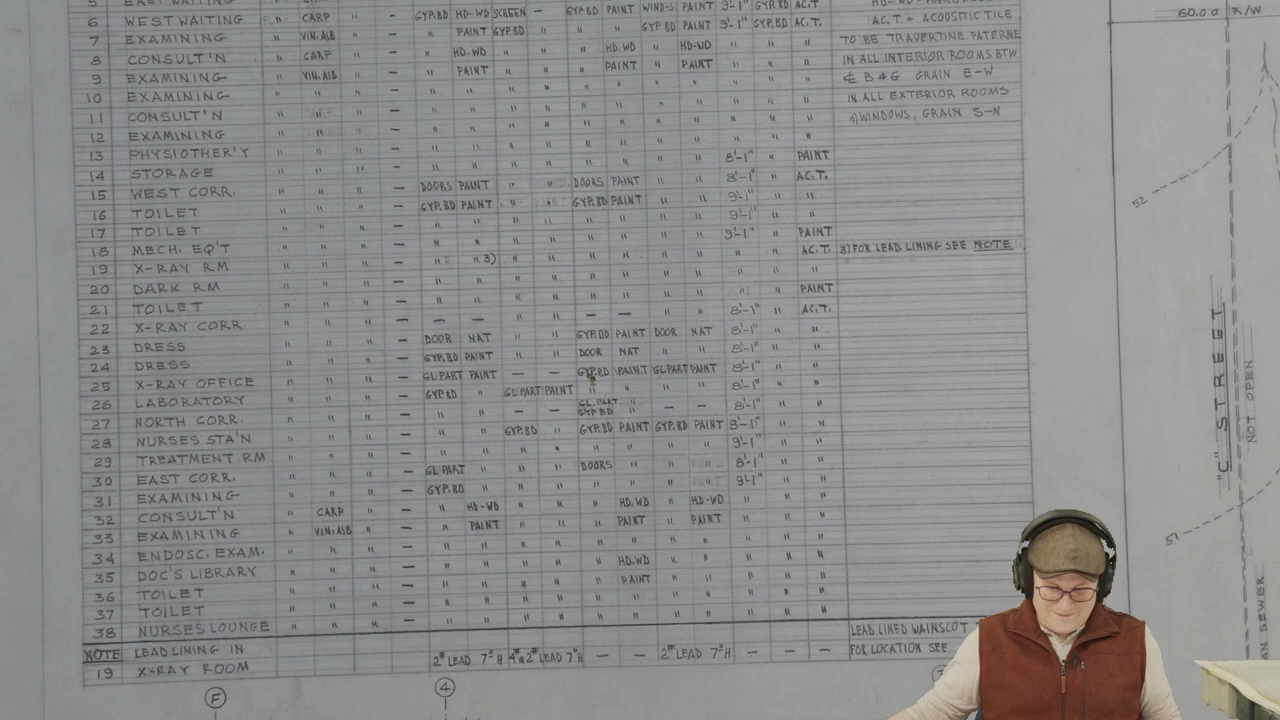 5 EAST WAITING
6 WEST WAITING " CARP " — GYP.BD HD-WD SCREEN — GYP.BD PAINT WIND-S PAINT 9'-1" GYP.BD AC.T.
7 EXAMINING " VIN.ASB " — " PAINT GYP.BD " " " GYP.BD PAINT 9'-1" GYP.BD AC.T.
8 CONSULT'N " CARP " — " HD.WD " " " HD.WD " HD-WD " " "
9 EXAMINING " VIN.ASB " — " PAINT " " " PAINT " PAINT " " "
10 EXAMINING " " " — " " " " " " " " " " "
11 CONSULT'N " " " — " " " " " " " " " " "
12 EXAMINING " " " — " " " " " " " " " " "
13 PHYSIOTHER'Y " " " — " " " " " " " " " " "
14 STORAGE " " " — " " " " " " " " 8'-1" " PAINT
15 WEST CORR. " " " — DOORS PAINT " " DOORS PAINT " " 8'-1" " AC.T.
16 TOILET " " " — GYP.BD PAINT " " GYP.BD PAINT " " 9'-1" " "
17 TOILET " " " — " " " " " " " " 9'-1" " "
18 MECH. EQ'T " " " — " " " " " " " " 9'-1" " PAINT
19 X-RAY RM " " " — " " 3) " " " " " " " " AC.T. 3) FOR LEAD LINING SEE NOTE
20 DARK RM " " " — " " " " " " " " " " "
21 TOILET " " " — " " " " " " " " " " PAINT
22 X-RAY CORR " " " — — — " " — — " " 8'-1" " AC.T.
23 DRESS " " " — DOOR NAT " " GYP.BD PAINT DOOR NAT 8'-1" " "
24 DRESS " " " — GYP.BD PAINT " " DOOR NAT " " 8'-1" " "
25 X-RAY OFFICE " " " — GL.PART PAINT — — GYP.BD PAINT GL.PART PAINT 8'-1" " "
26 LABORATORY " " " — GYP.BD " GL.PART PAINT " " " " 8'-1" " "
27 NORTH CORR. " " " — " " — — GL.PART GYP BD " — — 8'-1" " "
28 NURSES STA'N " " " — " " GYP.BD " GYP.BD PAINT GYP.BD PAINT 8'-1" " "
29 TREATMENT RM " " " — " " " " " " " " 9'-1" " "
30 EAST CORR. " " " — GL PART " " " DOORS " " 8'-1" " "
31 EXAMINING " " " — GYP.BD " " " " " " 9'-1" " "
32 CONSULT'N " CARP " — " HD-WD " " " HD.WD " HD-WD " " "
33 EXAMINING " VIN.ASB " — " PAINT " " " PAINT " PAINT " " "
34 ENDOSC. EXAM. " " " — " " " " " " " " " " "
35 DOC'S LIBRARY " " " — " " " " " HD.WD " " " " "
36 TOILET " " " — " " " " " PAINT " " " " "
37 TOILET " " " — " " " " " " " " " " "
38 NURSES LOUNGE " " " — " " " " " " " " " " "
NOTE LEAD LINING IN
19 X-RAY ROOM 2# LEAD 7'H 4# & 2# LEAD 7'H — — 2# LEAD 7'H — — —
AC.T = ACOUSTIC TILE
TO BE TRAVERTINE PATERNE
IN ALL INTERIOR ROOMS BTW
¢ B & G GRAIN E-W
IN ALL EXTERIOR ROOMS
WINDOWS, GRAIN S-N
LEAD LINED WAINSCOT
FOR LOCATION SEE
F
4
60.00 R/W
52
"C" STREET
NOT OPEN
51
SEWER